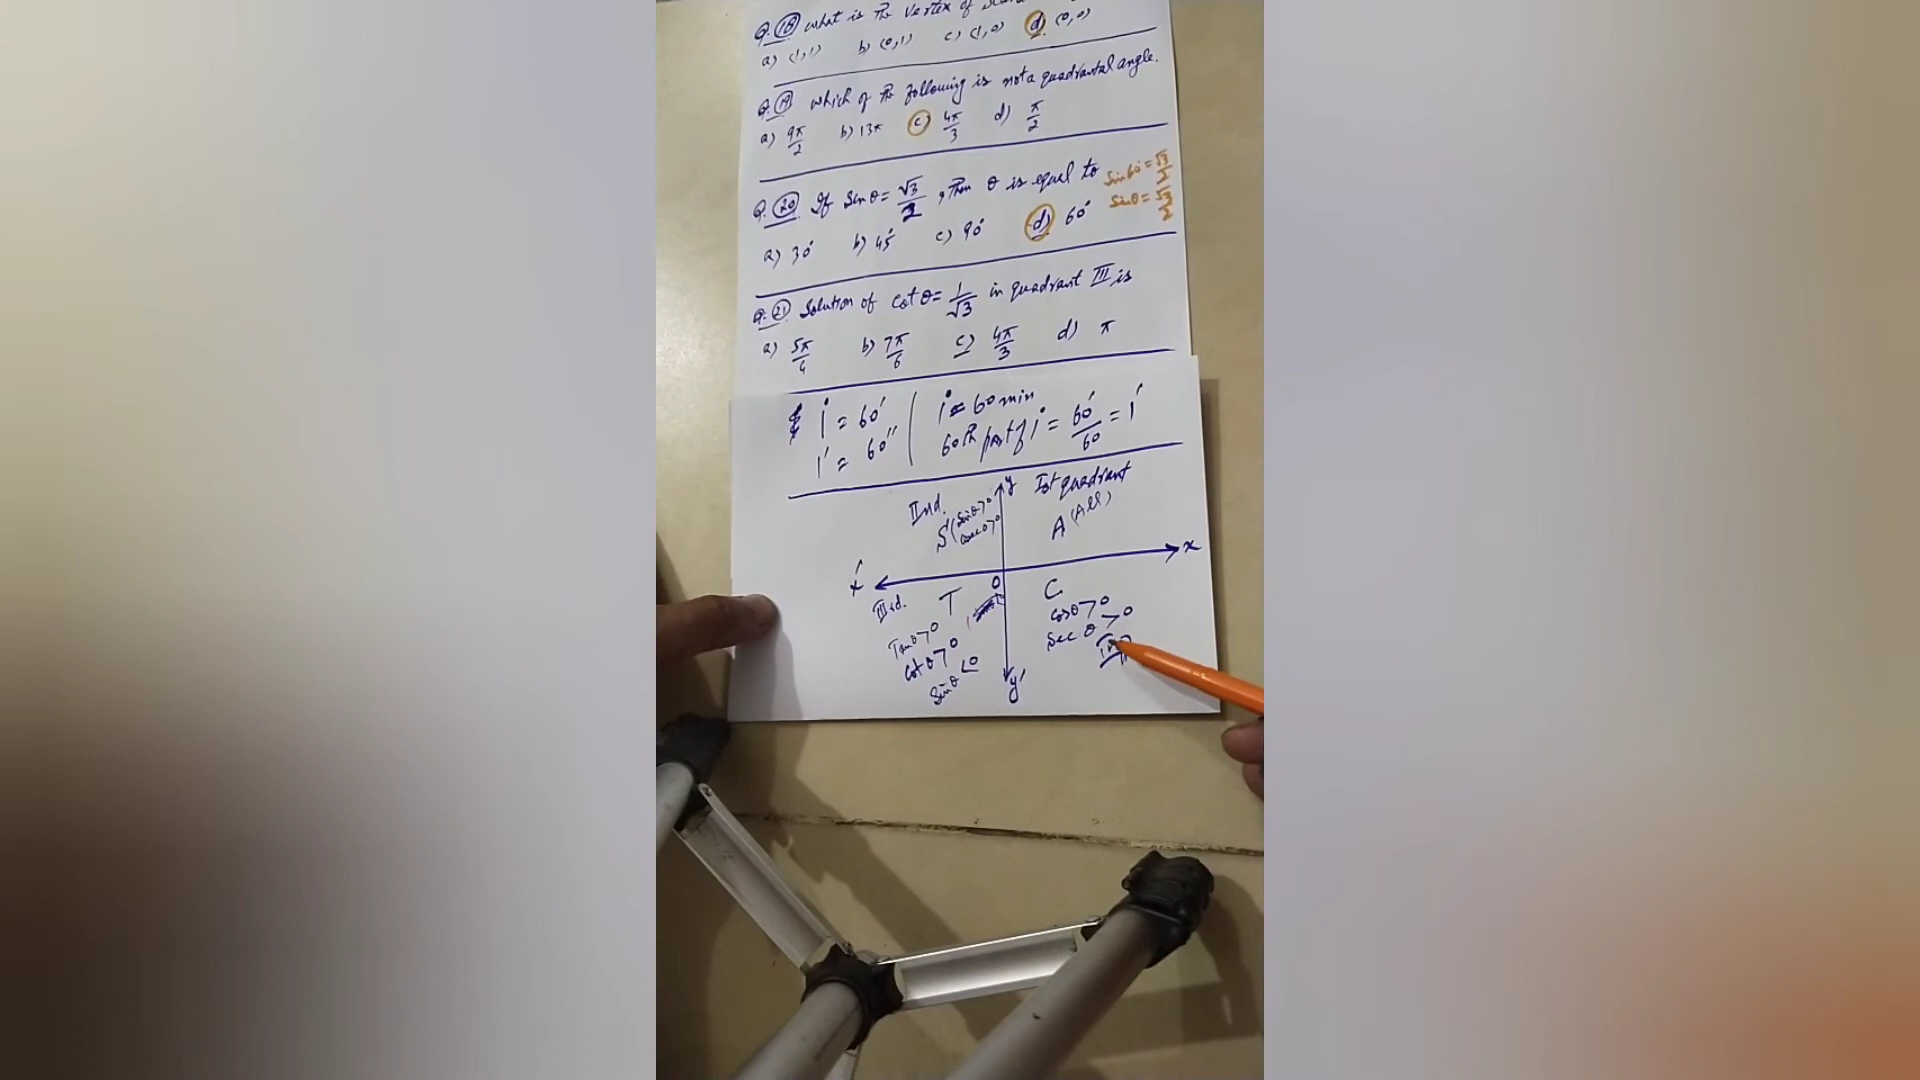 Q. 18 What is the vertex of
a) (1,1) b) (0,1) c) (1,0) d) (0,0)
Q. 19 Which of the following is not a quadrantal angle.
a) 9π/2 b) 13π c) 4π/3 d) π/2
Q. 20 If Sinθ = √3/2, then θ is equal to
Sin60° = √3/2
Sinθ = √3/2
a) 30° b) 45° c) 90° d) 60°
Q. 21 Solution of Cotθ = 1/√3 in quadrant III is
a) 5π/4 b) 7π/6 c) 4π/3 d) π
1° = 60′
1′ = 60″
1° = 60 min
60th part of 1° = 60′/60 = 1′
y
Ist quadrant
A (All)
IInd.
S (Sinθ>0
Cosecθ>0
x′ O x
IIIrd. T
Tanθ>0
Cotθ>0
Sinθ<0
C
Cosθ>0
Secθ>0
y′